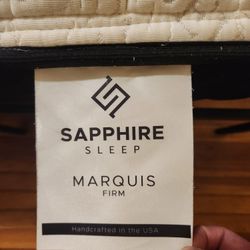 SAPPHIRE
SLEEP
MARQUIS
FIRM
Handcrafted in the USA